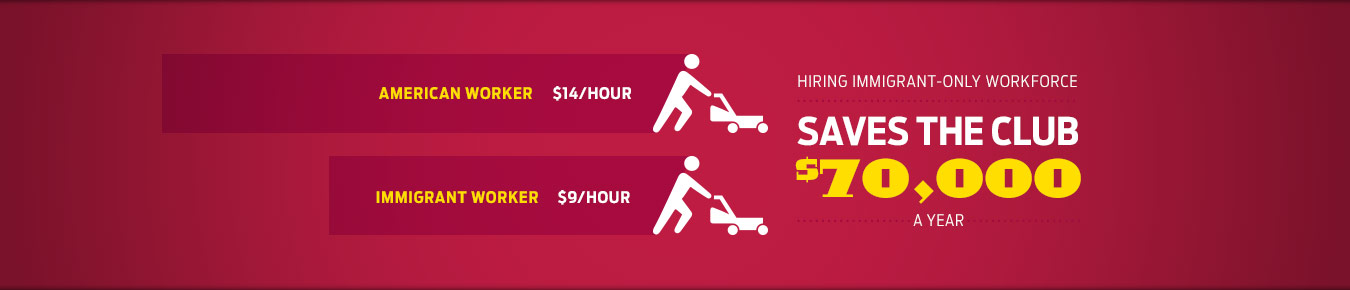 AMERICAN WORKER $14/HOUR
IMMIGRANT WORKER $9/HOUR
HIRING IMMIGRANT-ONLY WORKFORCE
SAVES THE CLUB
$70,000
A YEAR